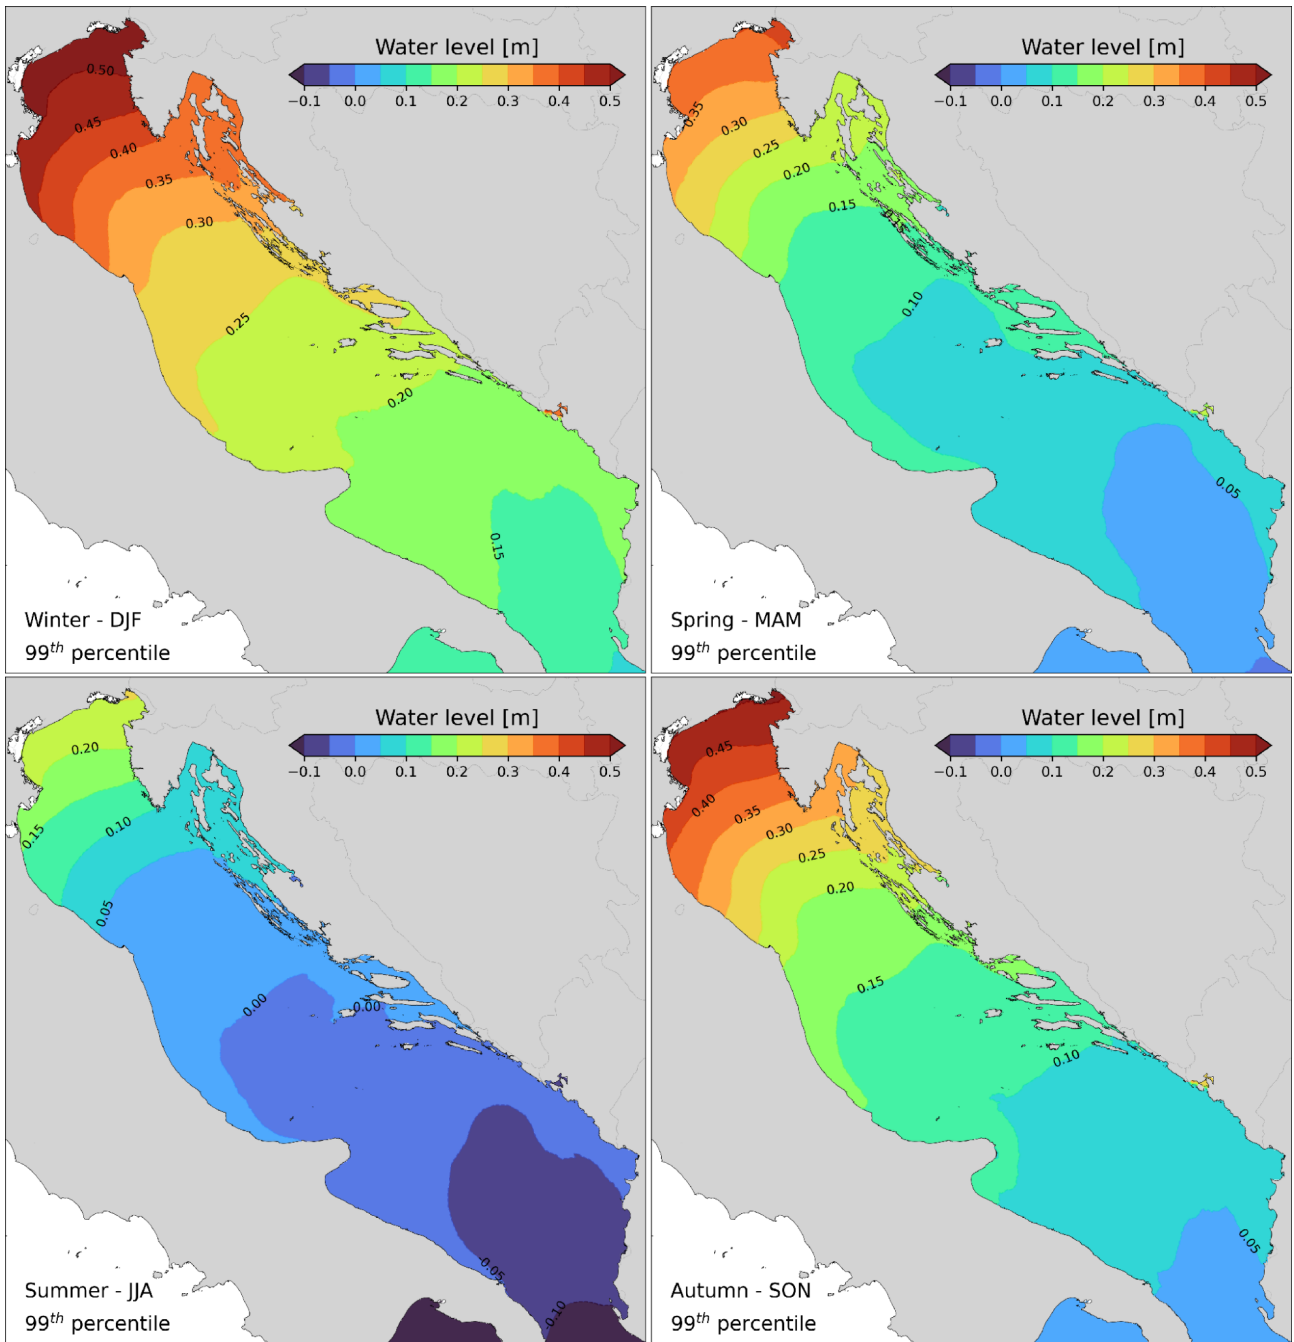 Water level [m]
−0.1 0.0 0.1 0.2 0.3 0.4 0.5
0.50
0.45
0.40
0.35
0.30
0.25
0.20
0.15
Winter - DJF
99th percentile
Water level [m]
−0.1 0.0 0.1 0.2 0.3 0.4 0.5
0.35
0.30
0.25
0.20
0.15
0.15
0.10
0.05
Spring - MAM
99th percentile
Water level [m]
−0.1 0.0 0.1 0.2 0.3 0.4 0.5
0.20
0.15
0.10
0.05
0.00
-0.00
-0.05
-0.10
Summer - JJA
99th percentile
Water level [m]
−0.1 0.0 0.1 0.2 0.3 0.4 0.5
0.45
0.40
0.35
0.30
0.25
0.20
0.15
0.10
0.05
Autumn - SON
99th percentile